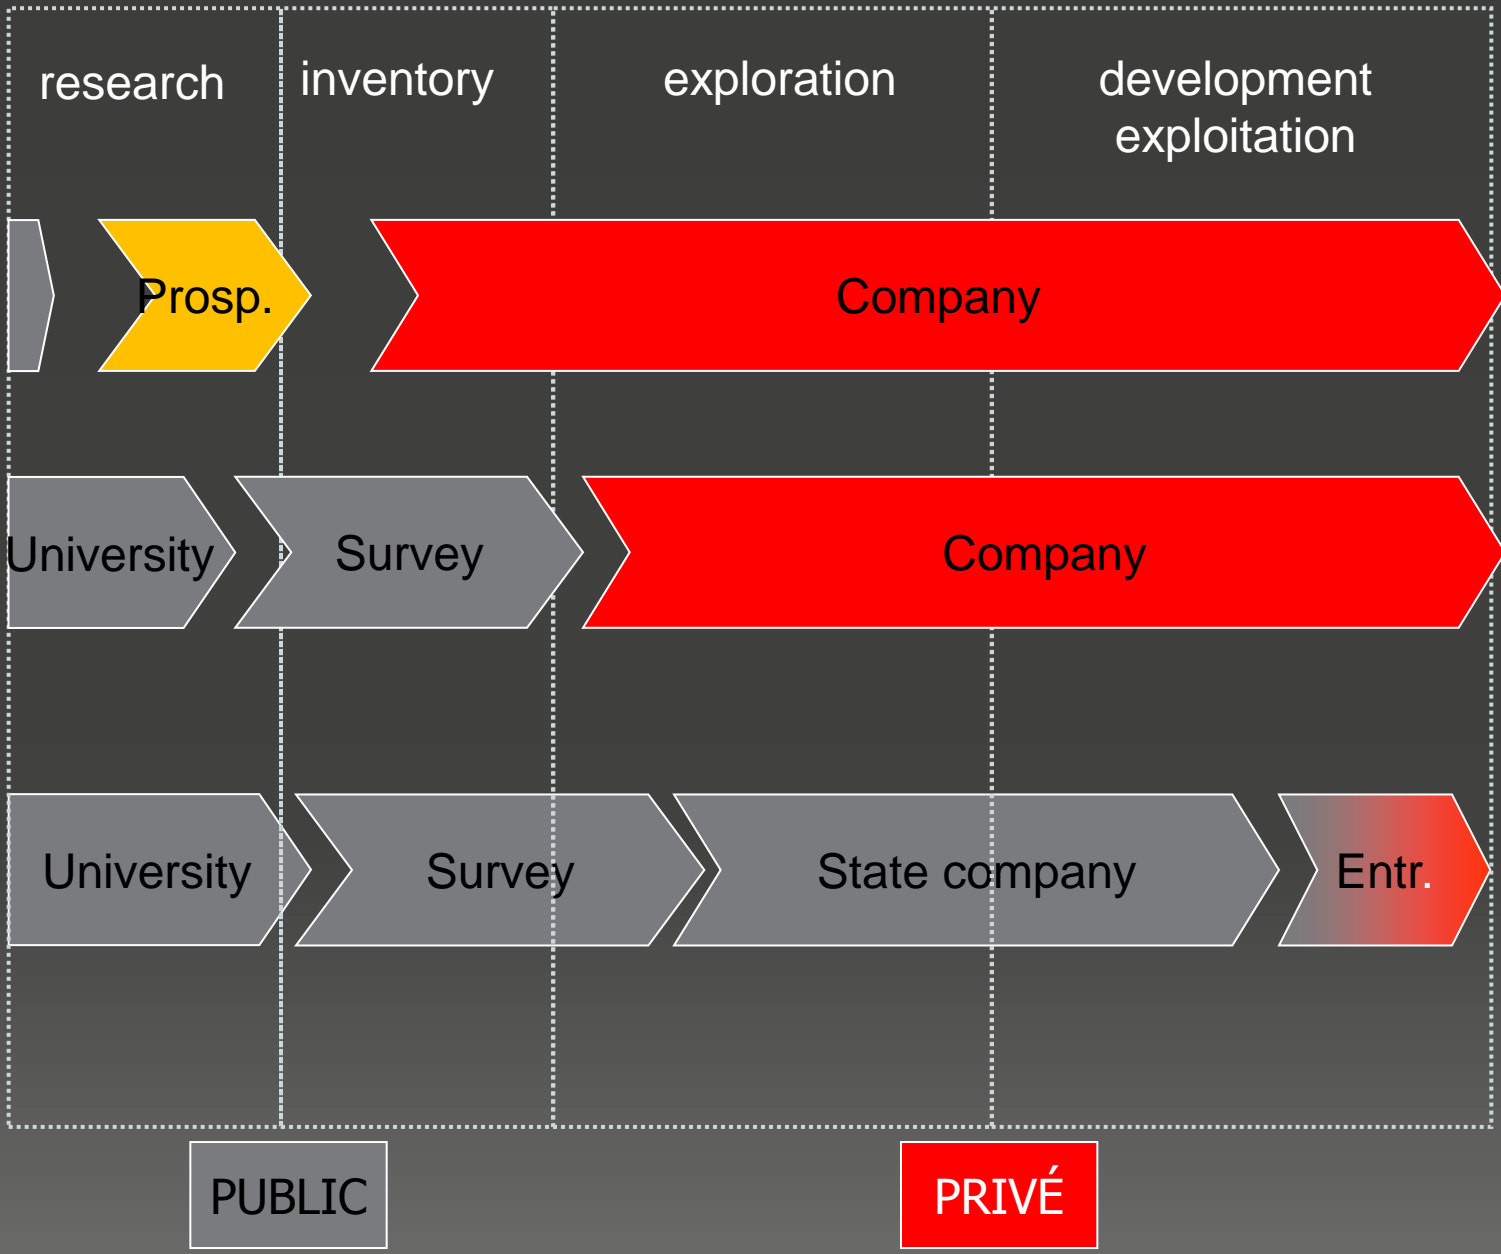 research
inventory
exploration
development
exploitation
Prosp.
Company
University
Survey
Company
University
Survey
State company
Entr.
PUBLIC
PRIVÉ